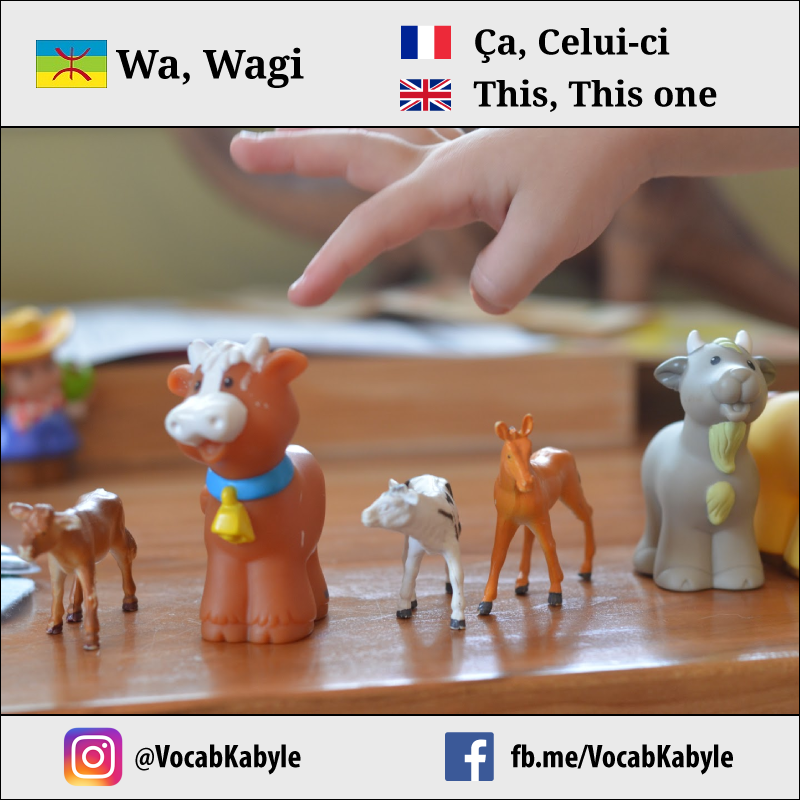 Wa, Wagi
Ça, Celui-ci
This, This one
@VocabKabyle
fb.me/VocabKabyle